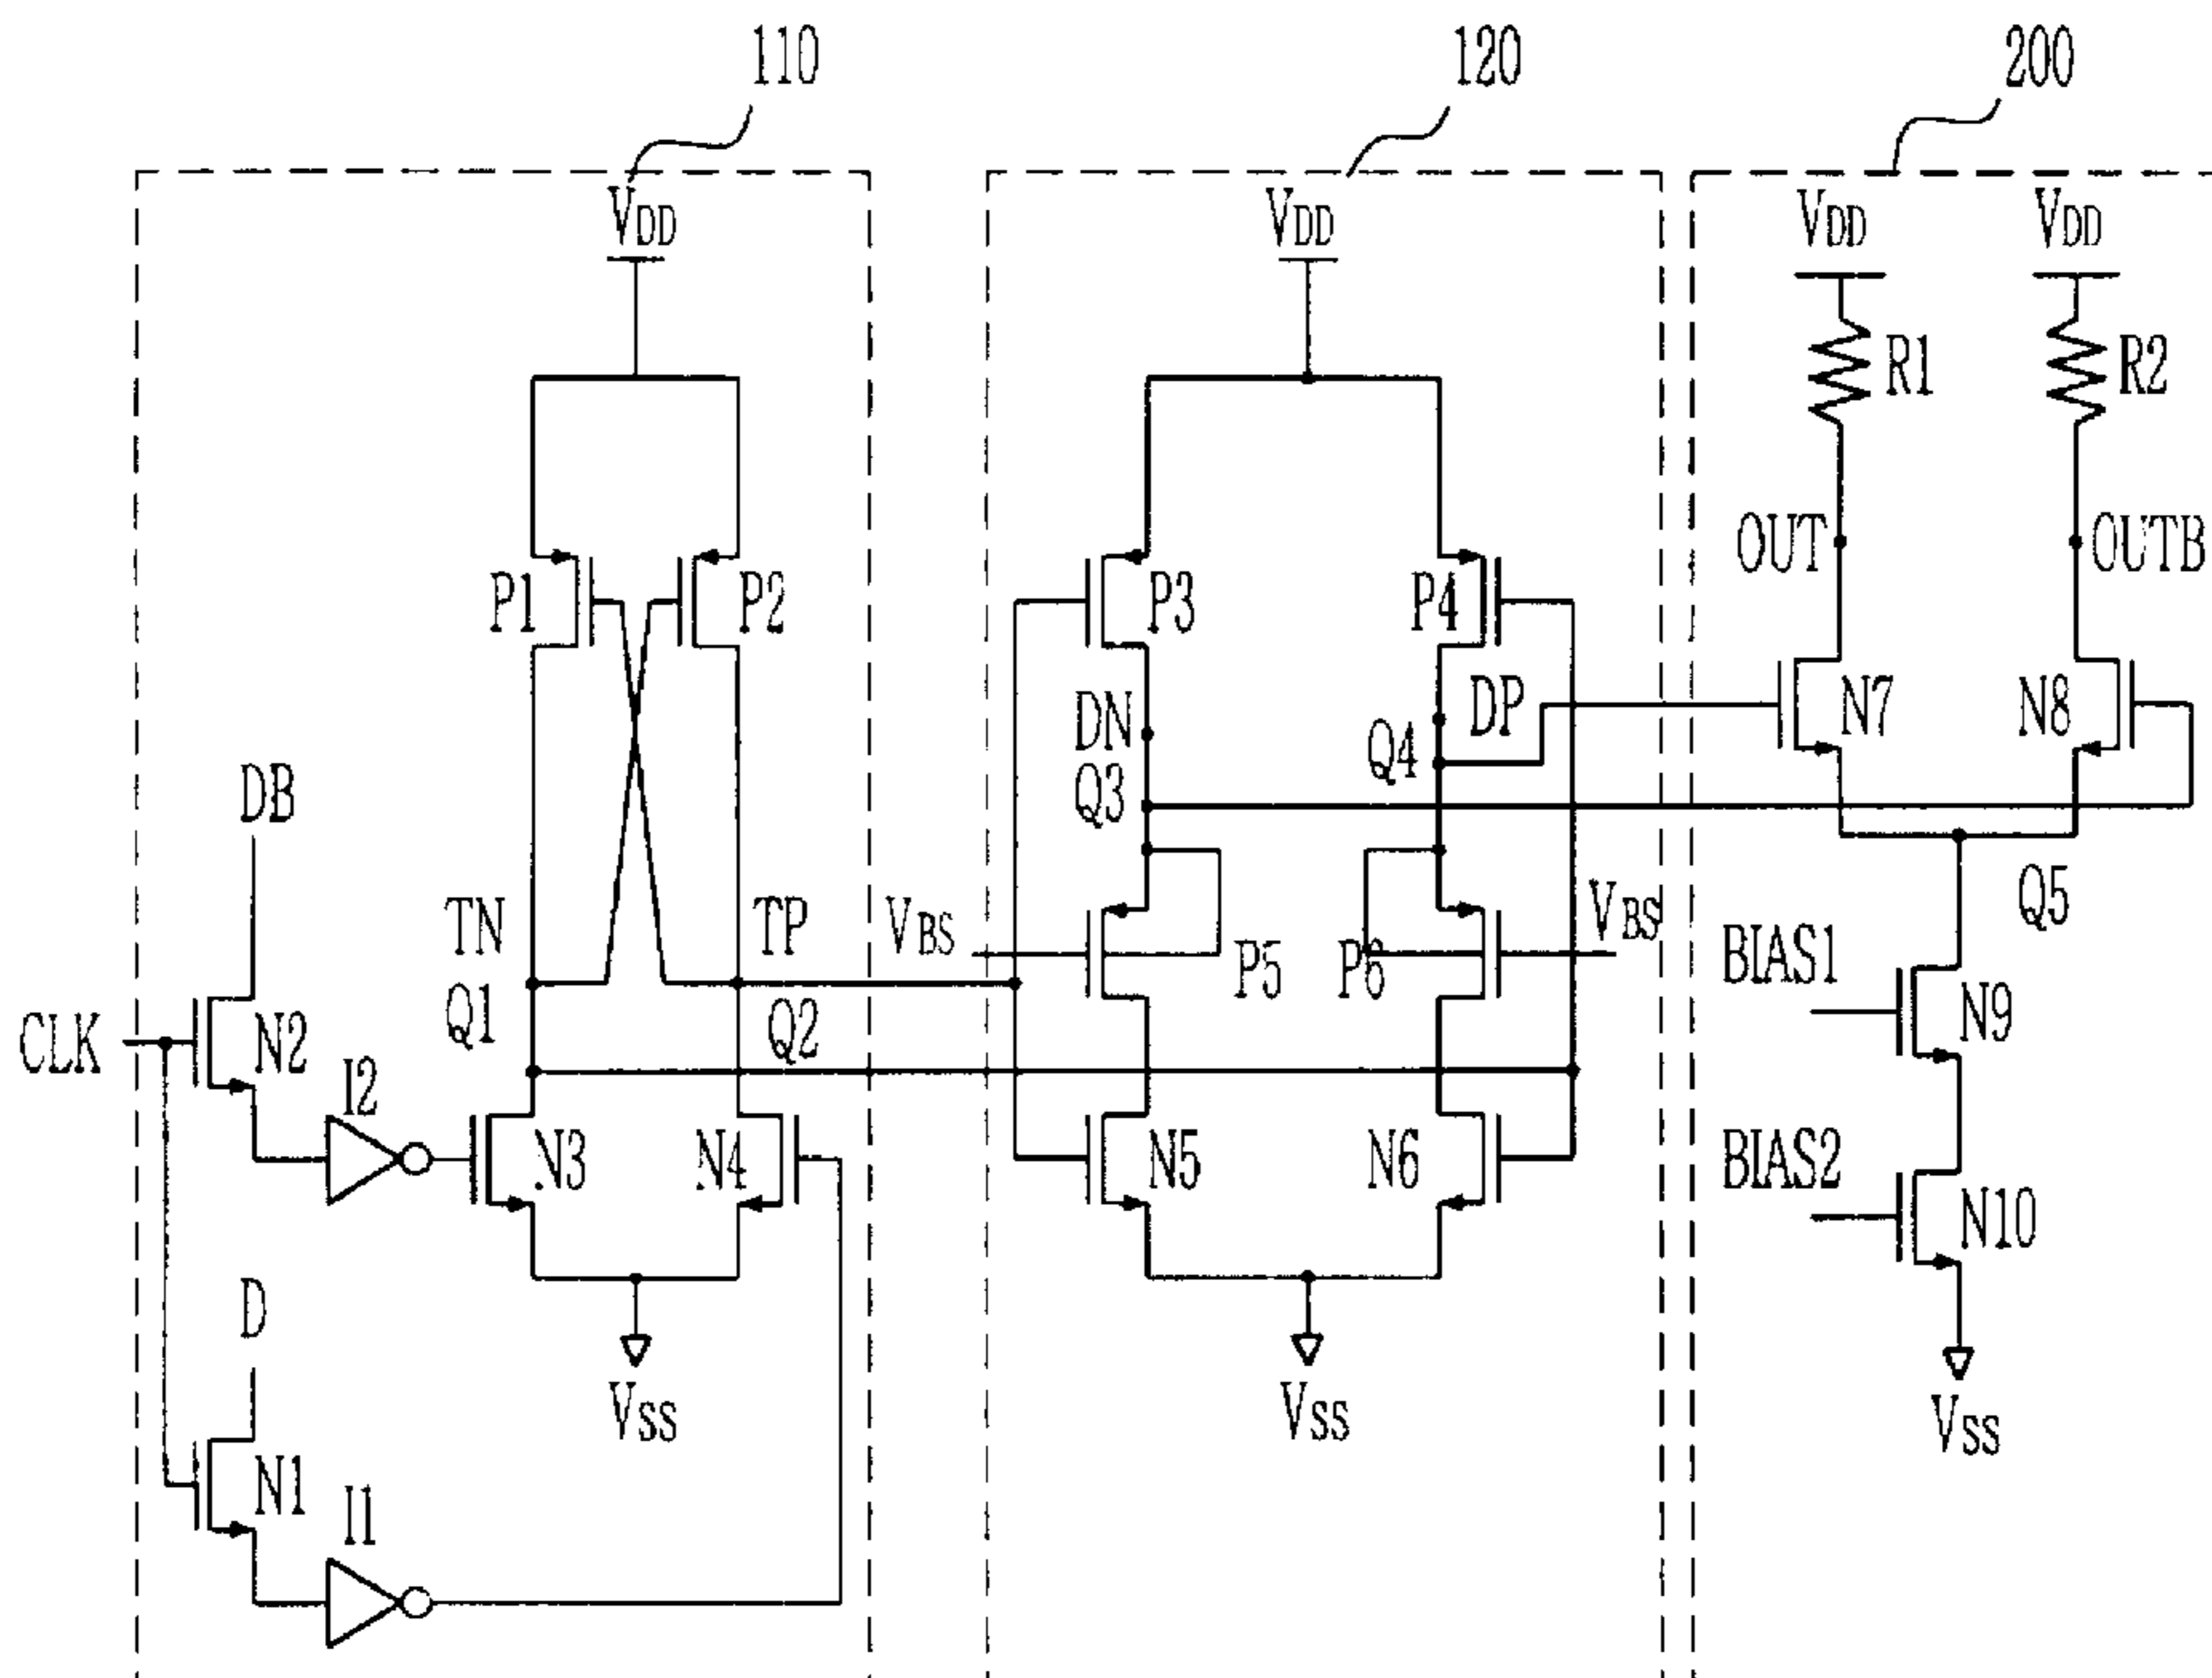 110
120
200
VDD
VDD
VDD
VDD
R1
R2
OUT
OUTB
P1
P2
P3
P4
DN
DP
N7
N8
Q3
Q4
DB
TN
TP
VBS
P5
P6
VBS
Q5
BIAS1
Q1
Q2
N9
CLK
N2
I2
N3
N4
N5
N6
BIAS2
N10
D
VSS
VSS
VSS
N1
I1